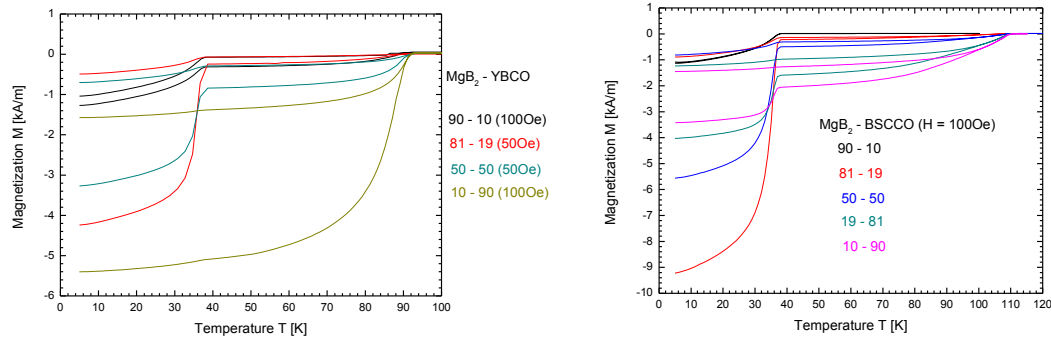 1
0
-1
-2
-3
-4
-5
-6
0 10 20 30 40 50 60 70 80 90 100
Magnetization M [kA/m]
Temperature T [K]
MgB2 - YBCO
90 - 10 (100Oe)
81 - 19 (50Oe)
50 - 50 (50Oe)
10 - 90 (100Oe)
1
0
-1
-2
-3
-4
-5
-6
-7
-8
-9
-10
0 10 20 30 40 50 60 70 80 90 100 110 120
Magnetization M [kA/m]
Temperature T [K]
MgB2 - BSCCO (H = 100Oe)
90 - 10
81 - 19
50 - 50
19 - 81
10 - 90